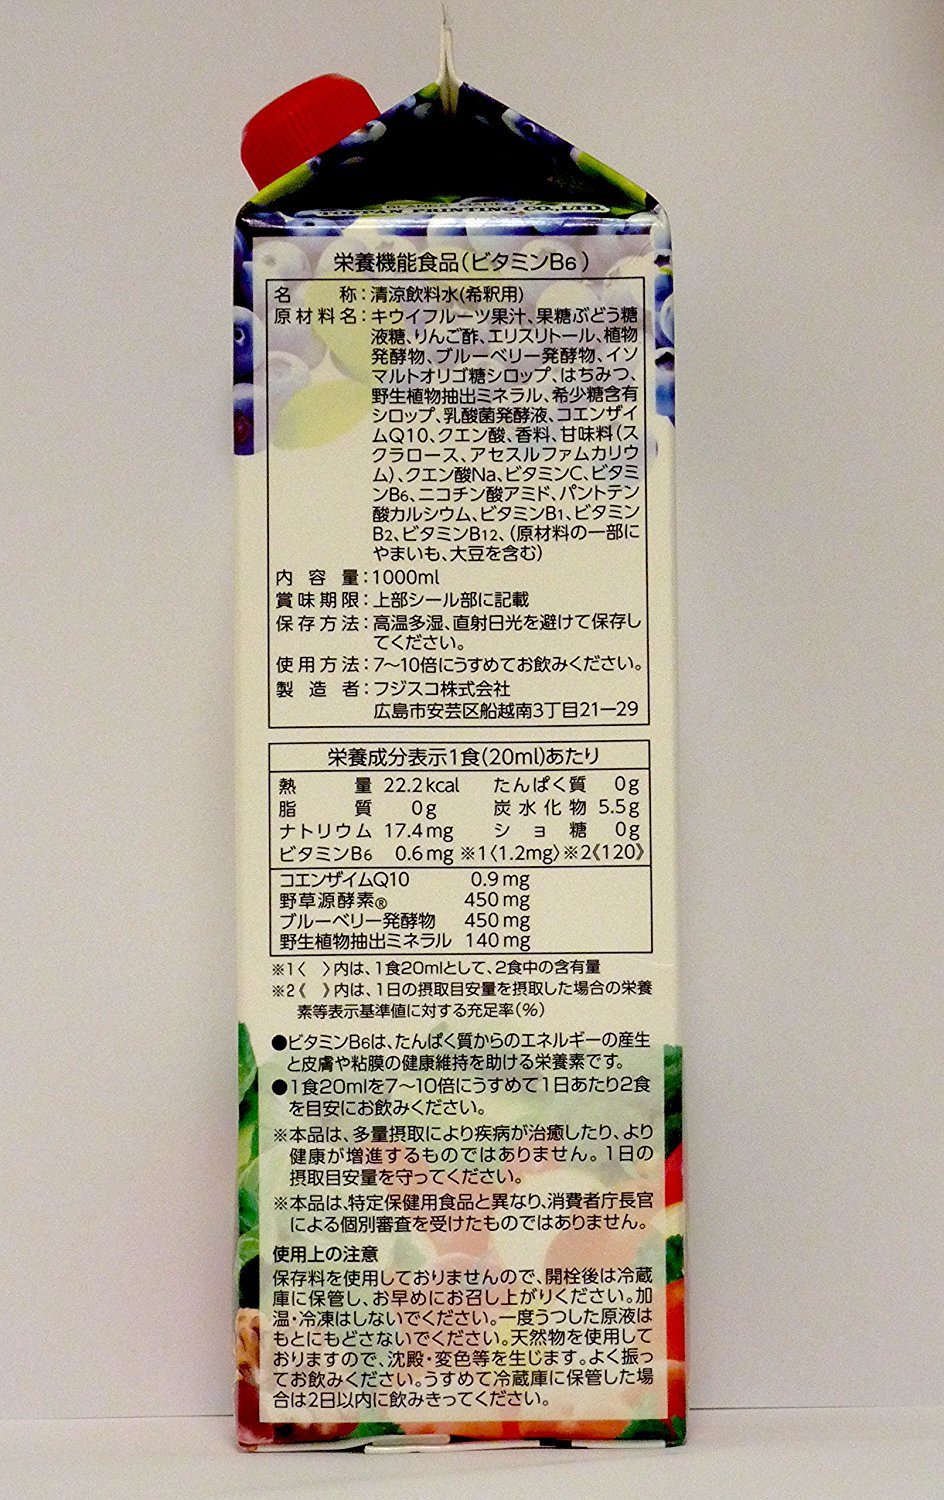 TOPPAN PRINTING CO.,LTD.
栄養機能食品(ビタミンB6)
名称:清涼飲料水(希釈用)
原材料名:キウイフルーツ果汁、果糖ぶどう糖
液糖、りんご酢、エリスリトール、植物
発酵物、ブルーベリー発酵物、イソ
マルトオリゴ糖シロップ、はちみつ、
野生植物抽出ミネラル、希少糖含有
シロップ、乳酸菌発酵液、コエンザイ
ムQ10、クエン酸、香料、甘味料(ス
クラロース、アセスルファムカリウ
ム)、クエン酸Na、ビタミンC、ビタミ
ンB6、ニコチン酸アミド、パントテン
酸カルシウム、ビタミンB1、ビタミン
B2、ビタミンB12、(原材料の一部に
やまいも、大豆を含む)
内容量:1000ml
賞味期限:上部シール部に記載
保存方法:高温多湿、直射日光を避けて保存し
てください。
使用方法:7〜10倍にうすめてお飲みください。
製造者:フジスコ株式会社
広島市安芸区船越南3丁目21ー29
栄養成分表示1食(20ml)あたり
熱量 22.2kcal たんぱく質 0g
脂質 0g 炭水化物 5.5g
ナトリウム 17.4mg ショ糖 0g
ビタミンB6 0.6mg ※1〈1.2mg〉※2《120》
コエンザイムQ10 0.9mg
野草源酵素® 450mg
ブルーベリー発酵物 450mg
野生植物抽出ミネラル 140mg
※1〈 〉内は、1食20mlとして、2食中の含有量
※2《 》内は、1日の摂取目安量を摂取した場合の栄養
素等表示基準値に対する充足率(%)
●ビタミンB6は、たんぱく質からのエネルギーの産生
と皮膚や粘膜の健康維持を助ける栄養素です。
●1食20mlを7〜10倍にうすめて1日あたり2食
を目安にお飲みください。
※本品は、多量摂取により疾病が治癒したり、より
健康が増進するものではありません。1日の
摂取目安量を守ってください。
※本品は、特定保健用食品と異なり、消費者庁長官
による個別審査を受けたものではありません。
使用上の注意
保存料を使用しておりませんので、開栓後は冷蔵
庫に保管し、お早めにお召し上がりください。加
温・冷凍はしないでください。一度うつした原液は
もとにもどさないでください。天然物を使用して
おりますので、沈殿・変色等を生じます。よく振っ
てお飲みください。うすめて冷蔵庫に保管した場
合は2日以内に飲みきってください。